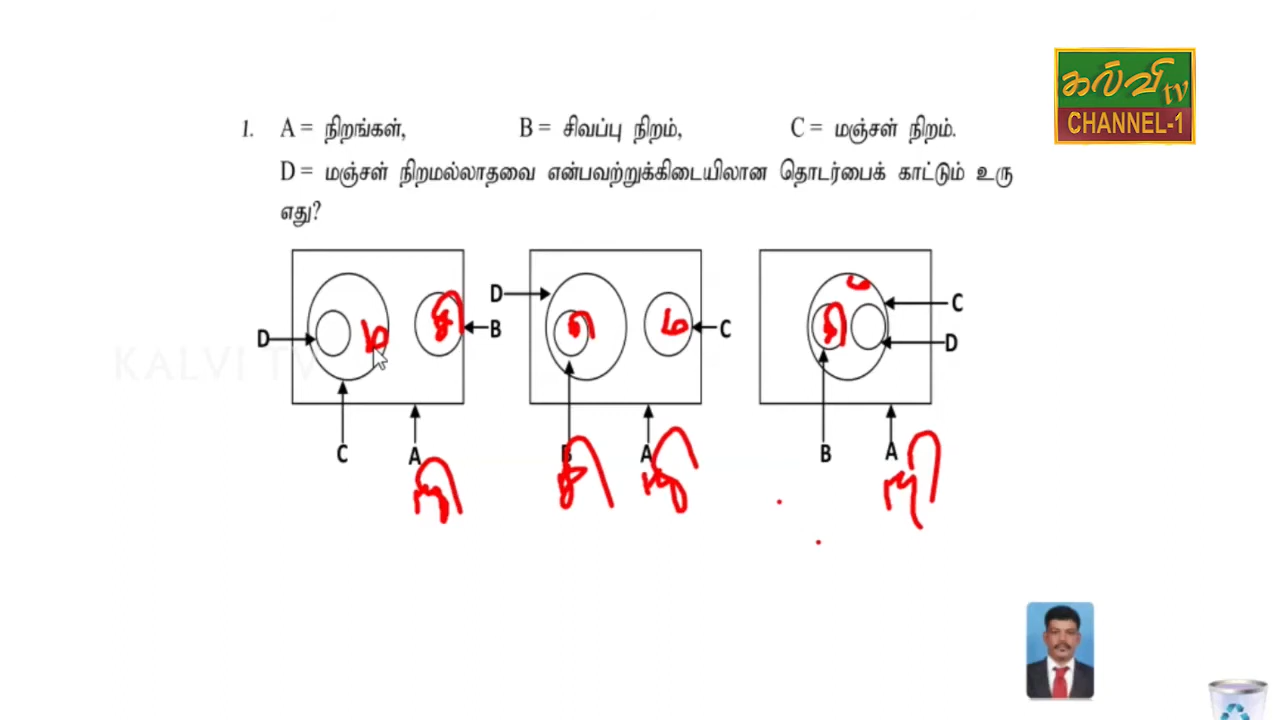 கல்வி tv
CHANNEL-1
1. A = நிறங்கள், B = சிவப்பு நிறம், C = மஞ்சள் நிறம்.
D = மஞ்சள் நிறமல்லாதவை என்பவற்றுக்கிடையிலான தொடர்பைக் காட்டும் உரு
எது?
D C
D ம சி B ம C சி D
KALVI TV
C A B A B A
நி சி நி நி